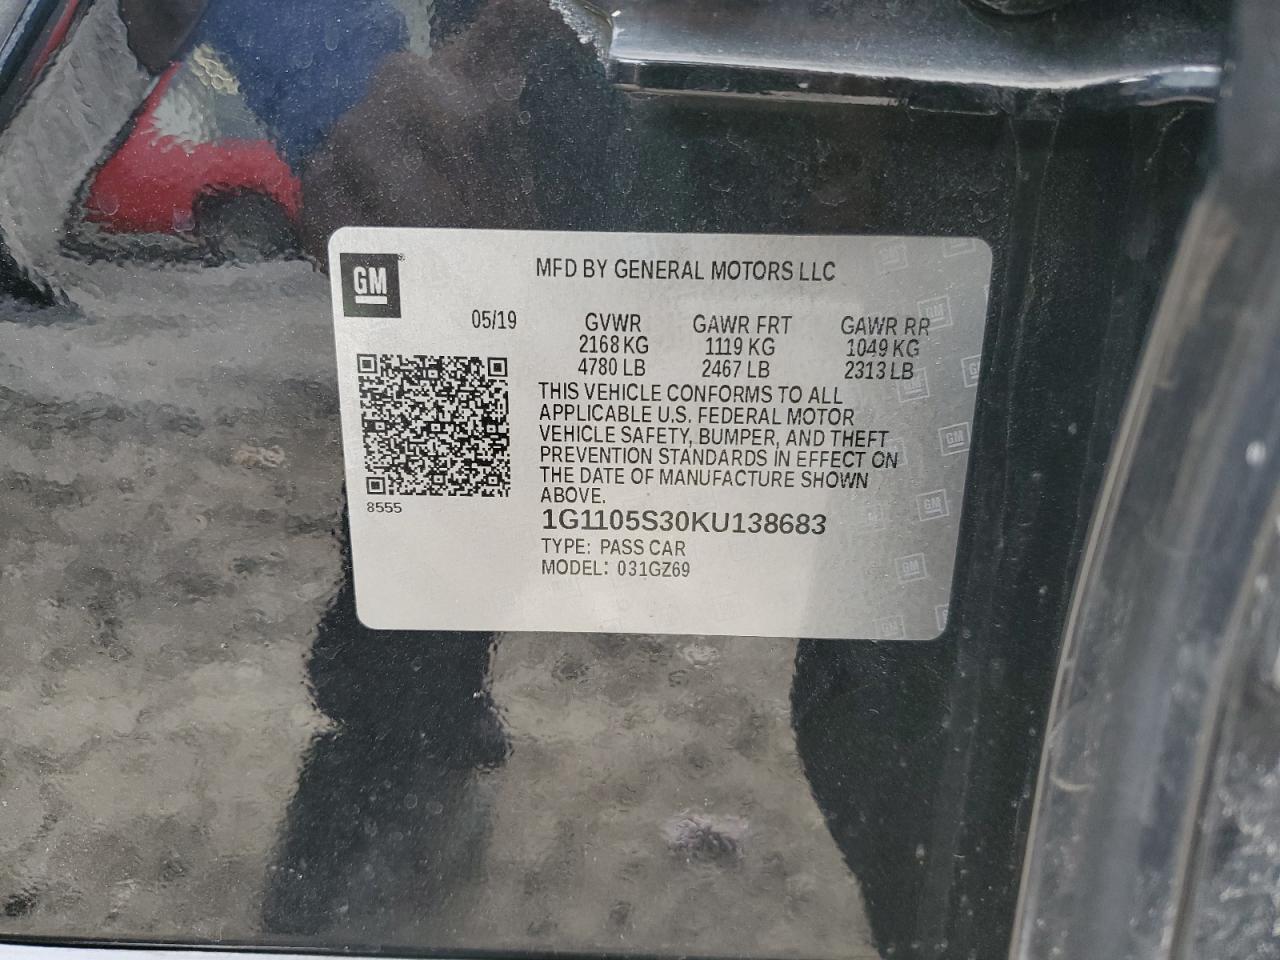 GM
MFD BY GENERAL MOTORS LLC
05/19
GVWR GAWR FRT GAWR RR
2168 KG 1119 KG 1049 KG
4780 LB 2467 LB 2313 LB
THIS VEHICLE CONFORMS TO ALL
APPLICABLE U.S. FEDERAL MOTOR
VEHICLE SAFETY, BUMPER, AND THEFT
PREVENTION STANDARDS IN EFFECT ON
THE DATE OF MANUFACTURE SHOWN
ABOVE.
8555
1G1105S30KU138683
TYPE: PASS CAR
MODEL: 031GZ69